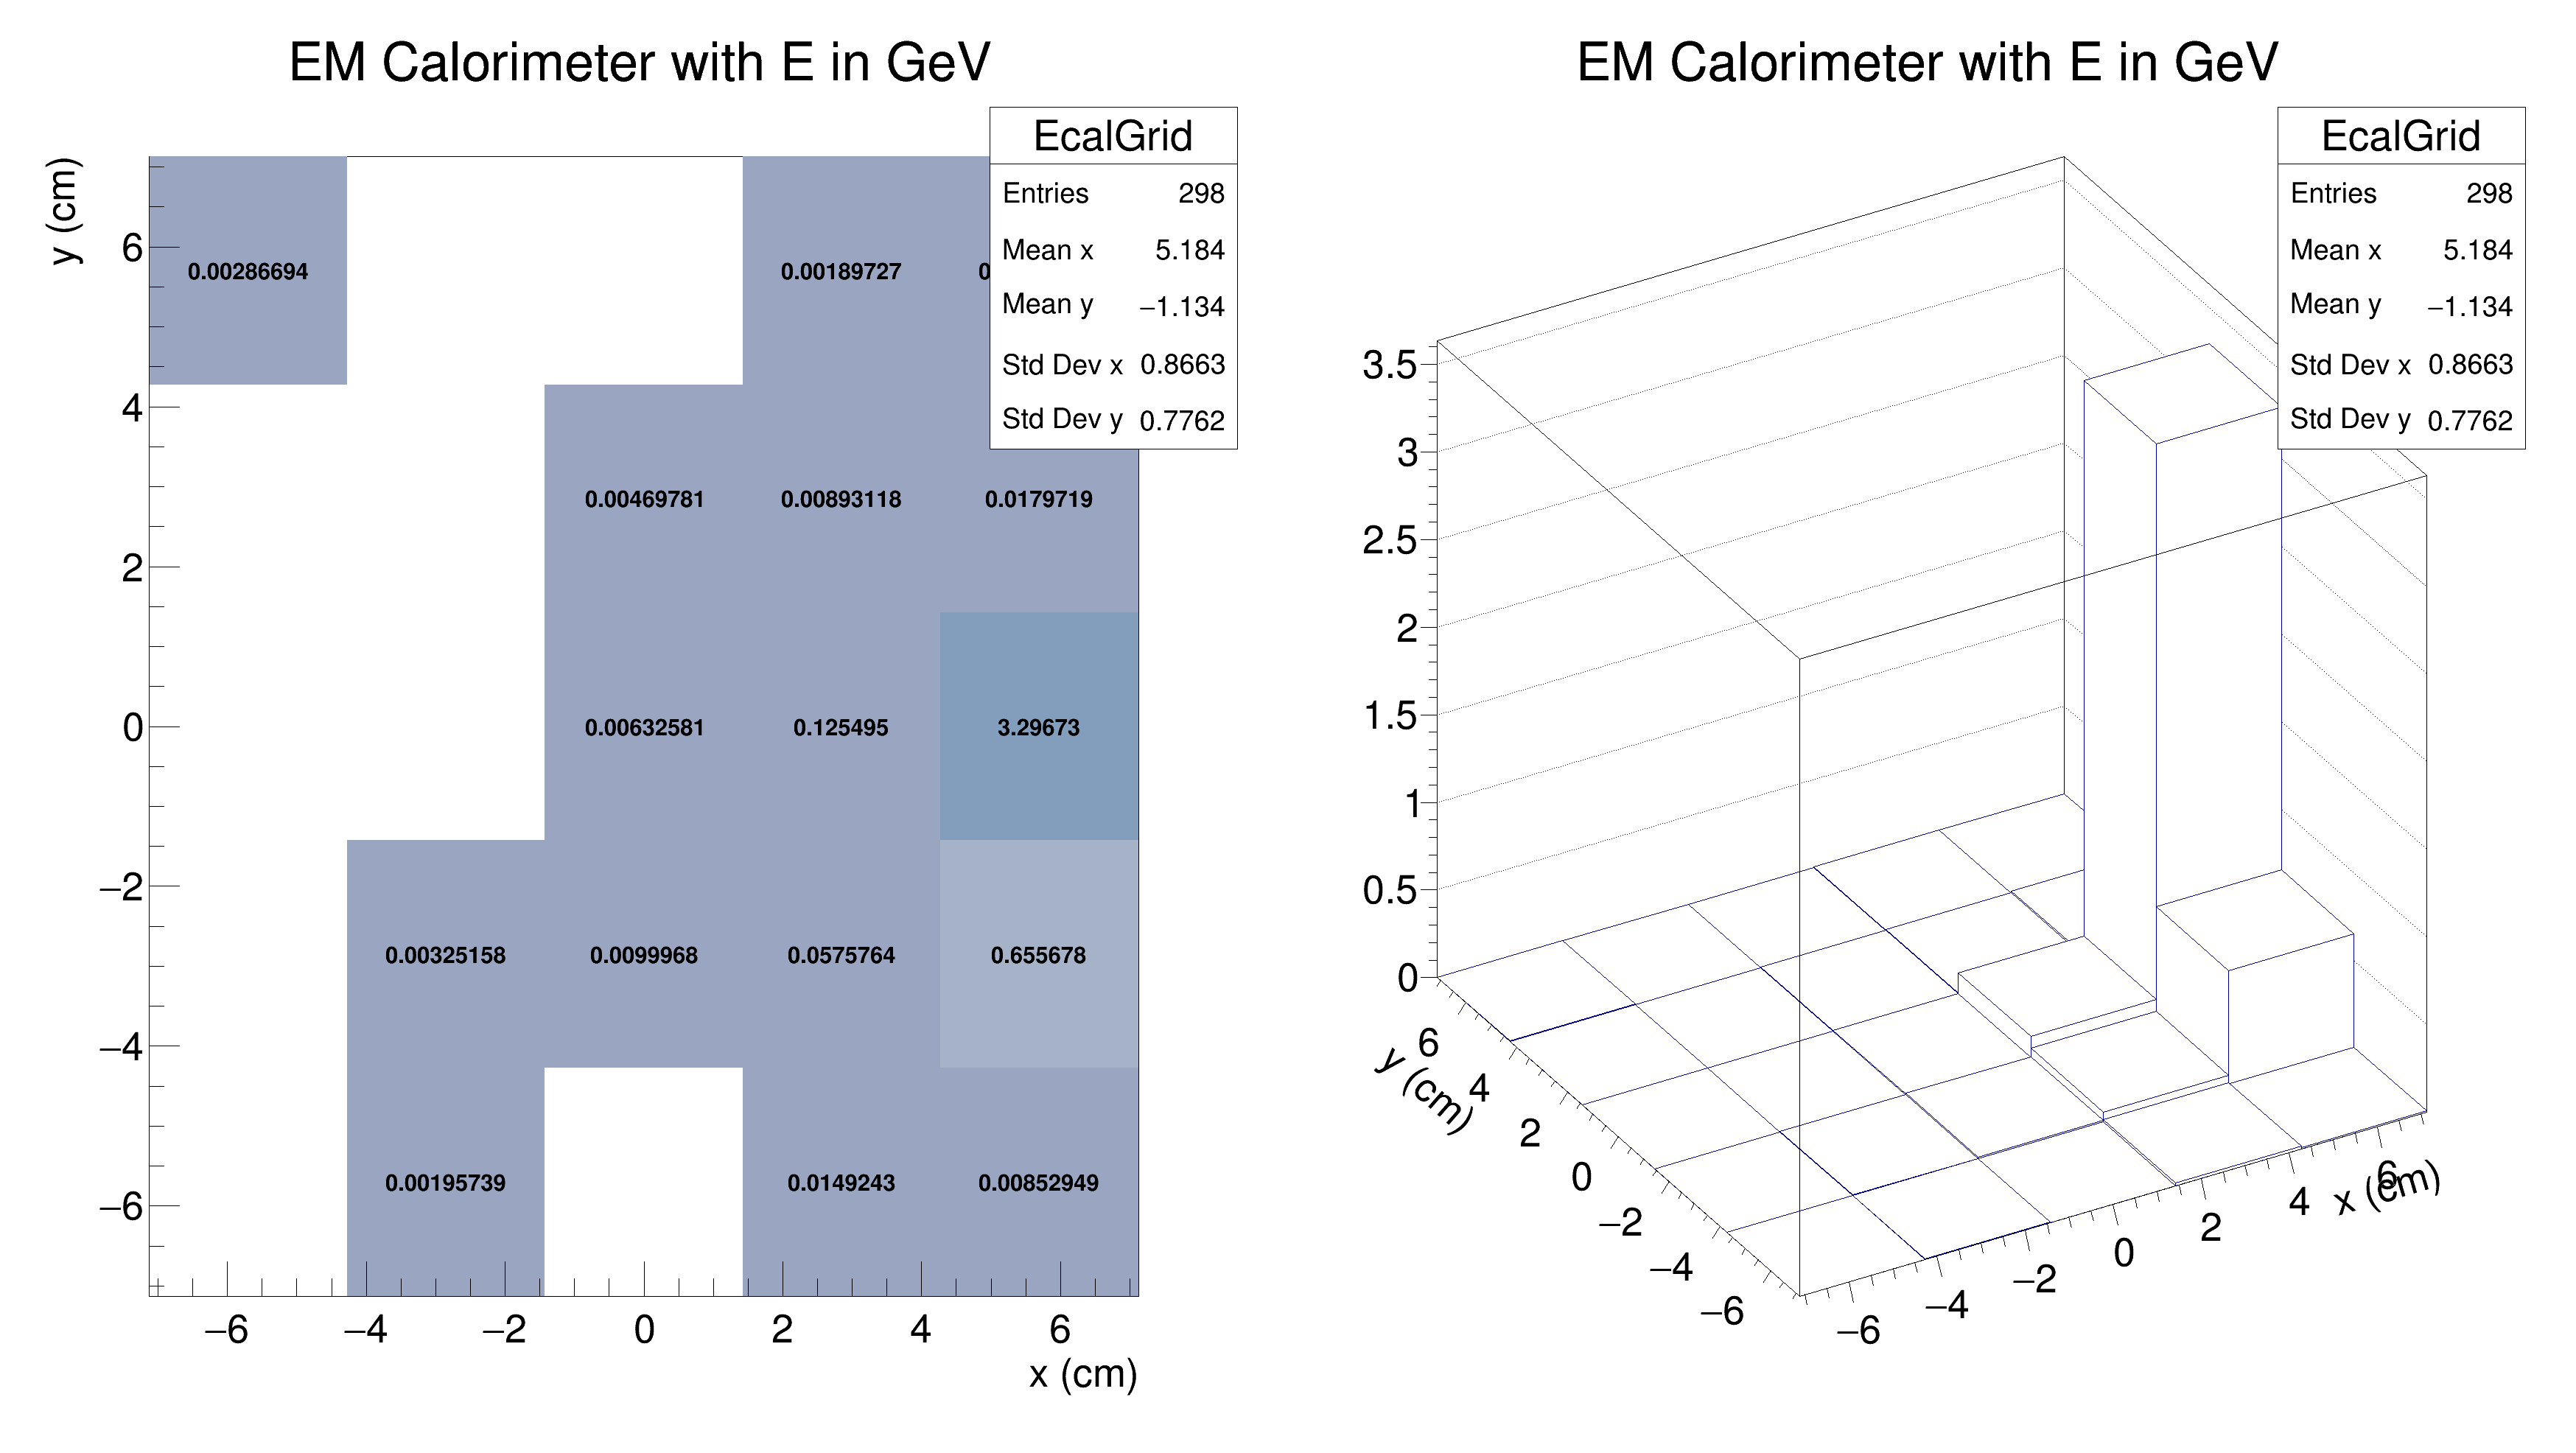 EM Calorimeter with E in GeV
EcalGrid
Entries 298
Mean x 5.184
Mean y −1.134
Std Dev x 0.8663
Std Dev y 0.7762
y (cm)
6
4
2
0
−2
−4
−6
0.00286694 0.00189727
0.00469781 0.00893118 0.0179719
0.00632581 0.125495 3.29673
0.00325158 0.0099968 0.0575764 0.655678
0.00195739 0.0149243 0.00852949
−6 −4 −2 0 2 4 6
x (cm)
EM Calorimeter with E in GeV
EcalGrid
Entries 298
Mean x 5.184
Mean y −1.134
Std Dev x 0.8663
Std Dev y 0.7762
3.5
3
2.5
2
1.5
1
0.5
0
6
4
2
0
−2
−4
−6
y (cm)
−6 −4 −2 0 2 4 6
x (cm)